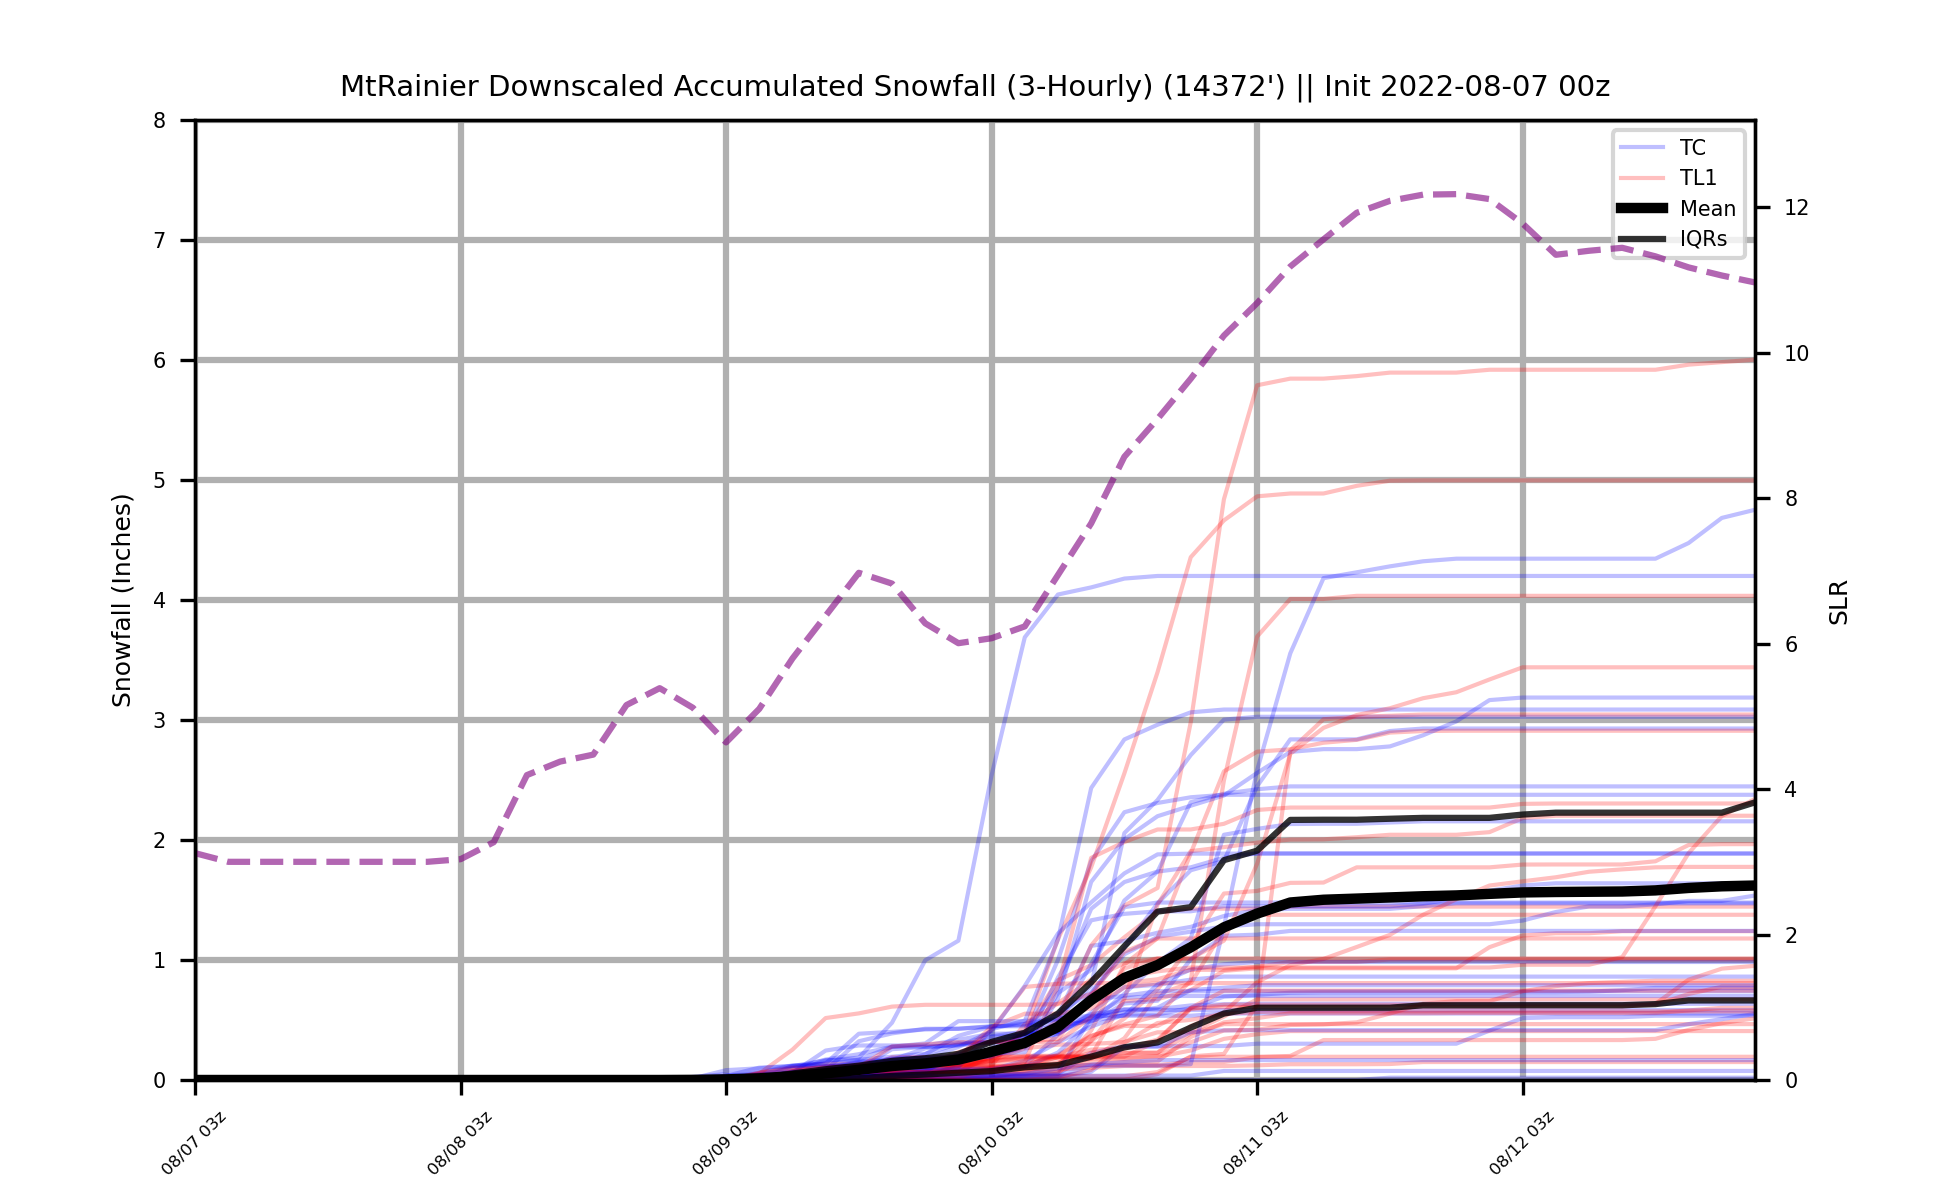 MtRainier Downscaled Accumulated Snowfall (3-Hourly) (14372') || Init 2022-08-07 00z
TC
TL1
Mean
IQRs
Snowfall (Inches)
8
7
6
5
4
3
2
1
0
SLR
12
10
8
6
4
2
0
08/07 03z
08/08 03z
08/09 03z
08/10 03z
08/11 03z
08/12 03z